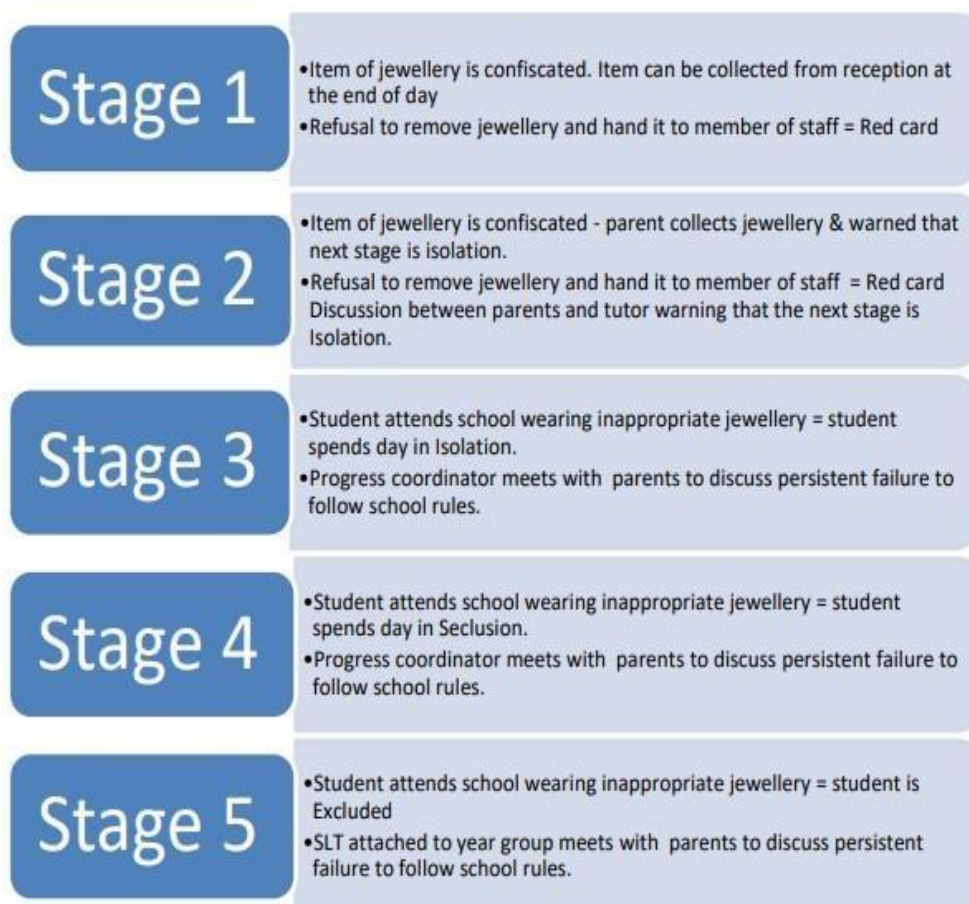 Stage 1
•Item of jewellery is confiscated. Item can be collected from reception at
the end of day
•Refusal to remove jewellery and hand it to member of staff = Red card
Stage 2
•Item of jewellery is confiscated - parent collects jewellery & warned that
next stage is isolation.
•Refusal to remove jewellery and hand it to member of staff = Red card
Discussion between parents and tutor warning that the next stage is
Isolation.
Stage 3
•Student attends school wearing inappropriate jewellery = student
spends day in Isolation.
•Progress coordinator meets with parents to discuss persistent failure to
follow school rules.
Stage 4
•Student attends school wearing inappropriate jewellery = student
spends day in Seclusion.
•Progress coordinator meets with parents to discuss persistent failure to
follow school rules.
Stage 5
•Student attends school wearing inappropriate jewellery = student is
Excluded
•SLT attached to year group meets with parents to discuss persistent
failure to follow school rules.